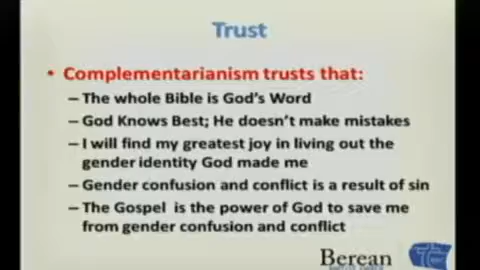 Trust
• Complementarianism trusts that:
– The whole Bible is God's Word
– God Knows Best; He doesn't make mistakes
– I will find my greatest joy in living out the
gender identity God made me
– Gender confusion and conflict is a result of sin
– The Gospel is the power of God to save me
from gender confusion and conflict
Berean